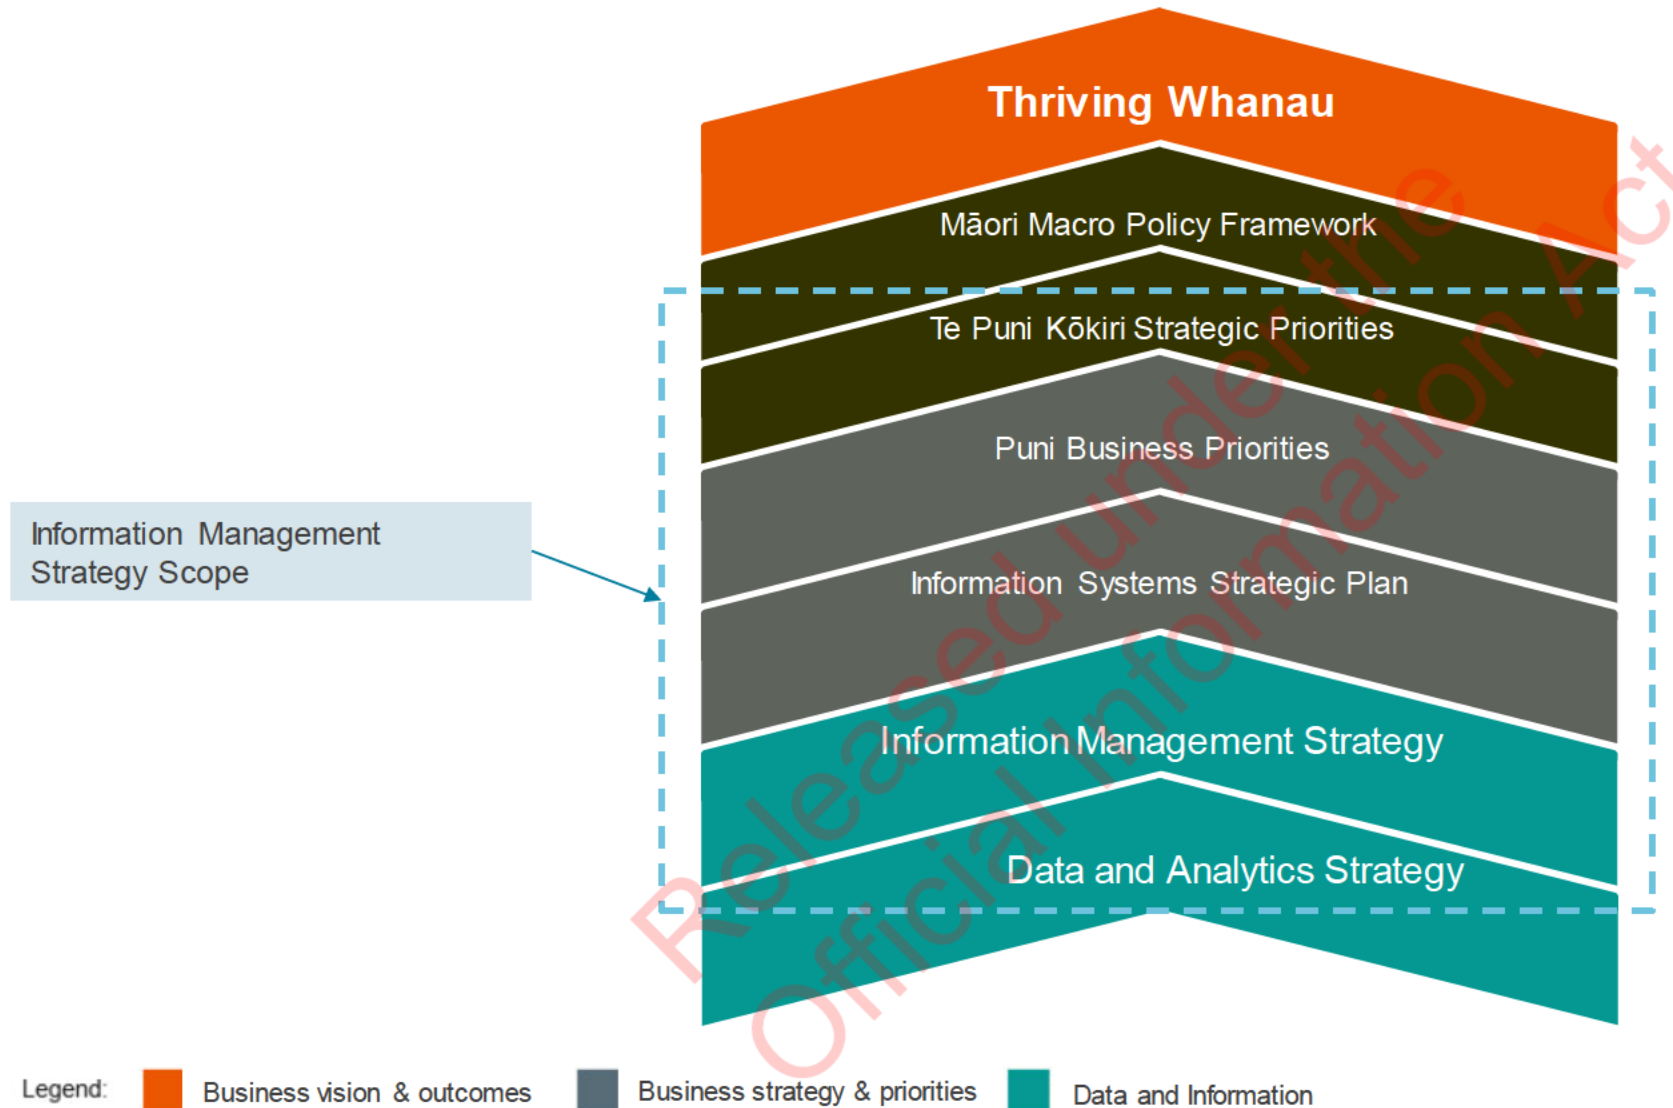 Thriving Whanau
Māori Macro Policy Framework
Te Puni Kōkiri Strategic Priorities
Puni Business Priorities
Information Management
Strategy Scope
Information Systems Strategic Plan
Information Management Strategy
Data and Analytics Strategy
Released under the
Official Information Act
Legend:
Business vision & outcomes
Business strategy & priorities
Data and Information